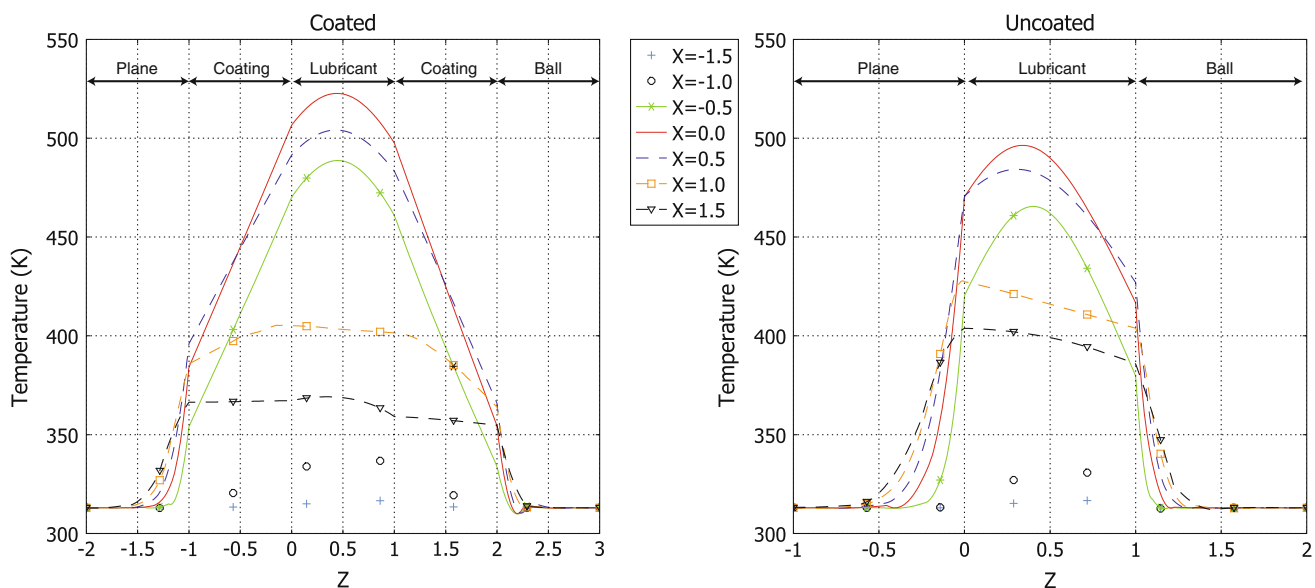 Coated
550
500
450
400
350
300
Temperature (K)
Plane
Coating
Lubricant
Coating
Ball
-2
-1.5
-1
-0.5
0
0.5
1
1.5
2
2.5
3
Z
X=-1.5
X=-1.0
X=-0.5
X=0.0
X=0.5
X=1.0
X=1.5
Uncoated
550
500
450
400
350
300
Temperature (K)
Plane
Lubricant
Ball
-1
-0.5
0
0.5
1
1.5
2
Z